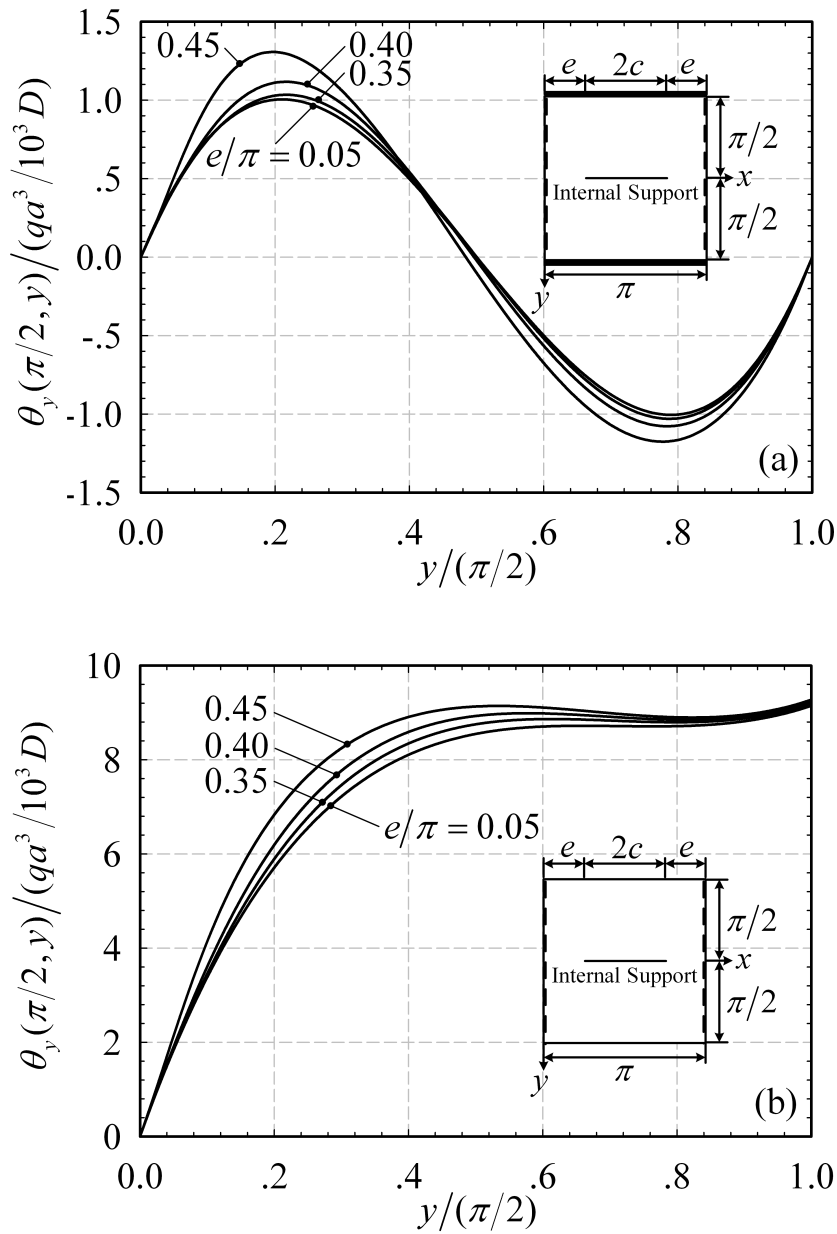 θy(π/2, y)/(qa³/10³D)
1.5
1.0
.5
0.0
-.5
-1.0
-1.5
0.45
0.40
0.35
e/π = 0.05
e 2c e
π/2
x
Internal Support
π/2
y π
(a)
0.0 .2 .4 .6 .8 1.0
y/(π/2)
θy(π/2, y)/(qa³/10³D)
10
8
6
4
2
0
0.45
0.40
0.35
e/π = 0.05
e 2c e
π/2
x
Internal Support
π/2
y π
(b)
0.0 .2 .4 .6 .8 1.0
y/(π/2)